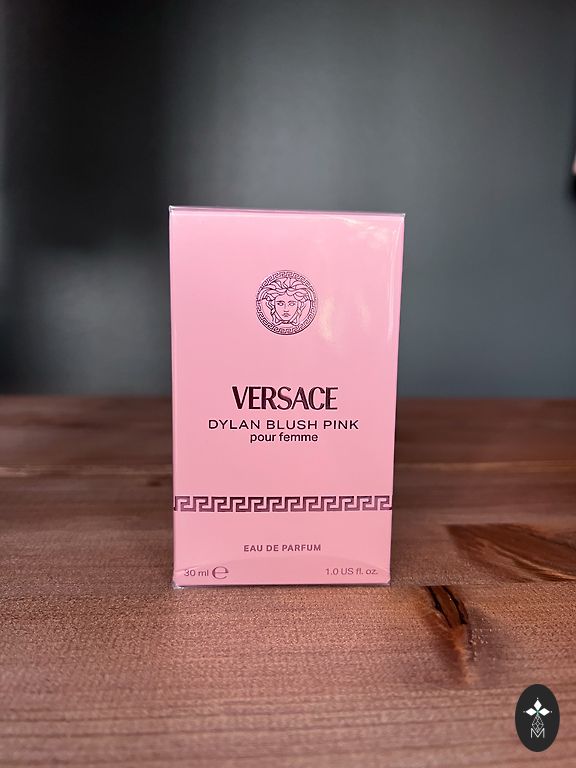 VERSACE
DYLAN BLUSH PINK
pour femme
EAU DE PARFUM
30 ml ℮ 1.0 US fl. oz.
M